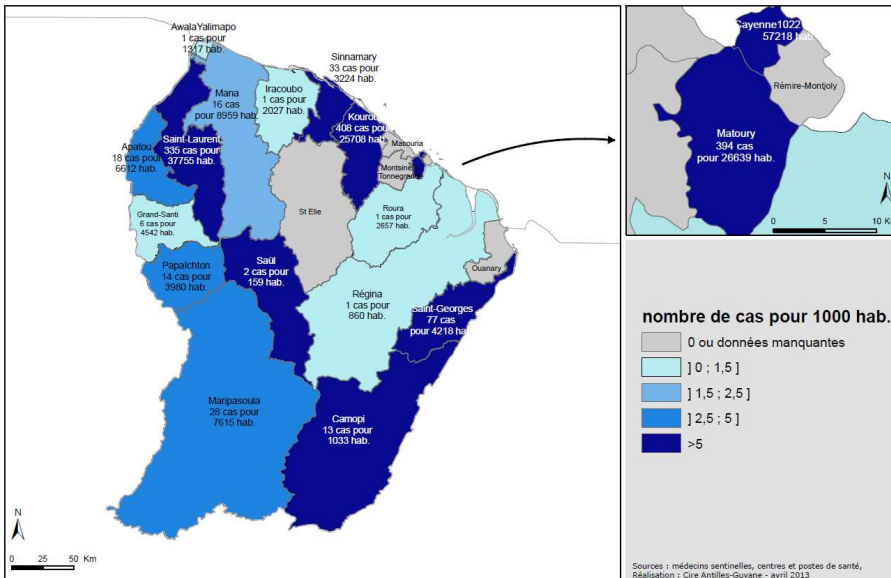 AwalaYalimapo
1 cas pour
1317 hab.
Sinnamary
33 cas pour
3224 hab.
Iracoubo
1 cas pour
2027 hab.
Mana
16 cas
pour 8959 hab.
Kourou
408 cas pour
25708 hab.
Saint-Laurent
335 cas pour
37755 hab.
Apatou
18 cas pour
6612 hab.
Macouria
Montsiné
Tonnegrande
Grand-Santi
6 cas pour
4542 hab.
St Elie
Roura
1 cas pour
2657 hab.
Papaïchton
14 cas pour
3980 hab.
Saül
2 cas pour
159 hab.
Ouanary
Régina
1 cas pour
860 hab.
Saint-Georges
77 cas
pour 4218 hab
Maripasoula
28 cas pour
7615 hab.
Camopi
13 cas pour
1033 hab.
N
0 25 50 Km
Cayenne1022
57218 hab
Rémire-Montjoly
Matoury
394 cas
pour 26639 hab.
N
0 5 10 Km
nombre de cas pour 1000 hab.
0 ou données manquantes
] 0 ; 1,5 ]
] 1,5 ; 2,5 ]
] 2,5 ; 5 ]
>5
Sources : médecins sentinelles, centres et postes de santé,
Réalisation : Cire Antilles-Guyane - avril 2013